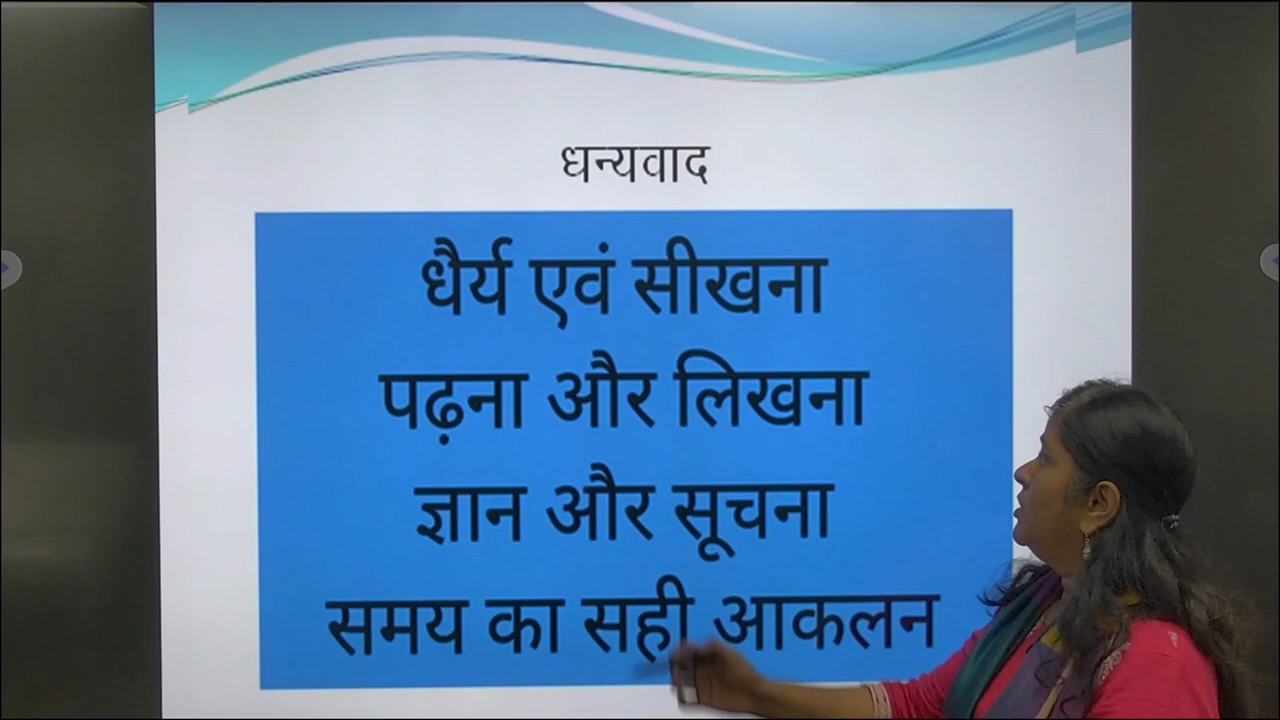 धन्यवाद
धैर्य एवं सीखना
पढ़ना और लिखना
ज्ञान और सूचना
समय का सही आकलन